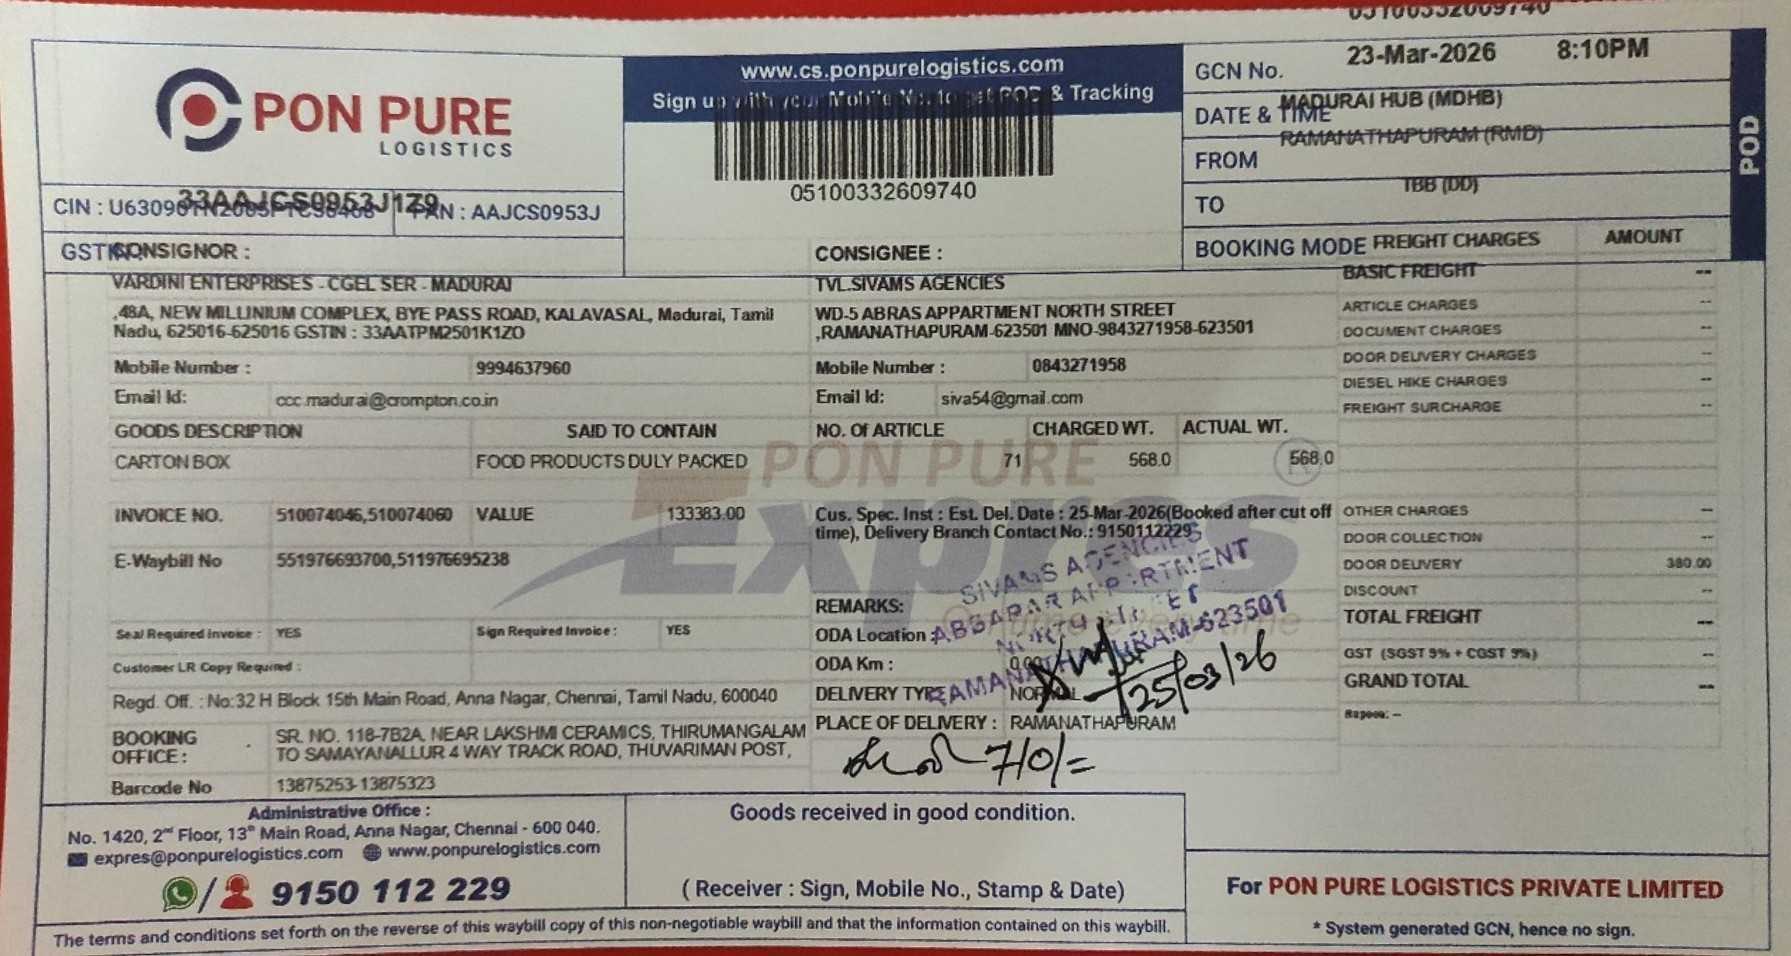 23-Mar-2026 8:10PM
PON PURE
LOGISTICS
www.cs.ponpurelogistics.com
Sign up with your Mobile No. to get POD & Tracking
05100332609740
GCN No.
DATE & TIME
MADURAI HUB (MDHB)
FROM
RAMANATHAPURAM (RMD)
TO
TBB (DD)
BOOKING MODE
POD
33AAJCS0953J1Z9
CIN :
PAN : AAJCS0953J
CONSIGNOR :
CONSIGNEE :
FREIGHT CHARGES AMOUNT
VARDINI ENTERPRISES - CGEL SER - MADURAI
,48A, NEW MILLINIUM COMPLEX, BYE PASS ROAD, KALAVASAL, Madurai, Tamil
Nadu, 625016-625016 GSTIN : 33AATPM2501K1ZO
Mobile Number : 9994637960
Email Id: ccc.madurai@crompton.co.in
TVL.SIVAMS AGENCIES
WD-5 ABRAS APPARTMENT NORTH STREET
,RAMANATHAPURAM-623501 MNO-9843271958-623501
Mobile Number : 0843271958
Email Id: siva54@gmail.com
GOODS DESCRIPTION SAID TO CONTAIN NO. Of ARTICLE CHARGED WT. ACTUAL WT.
CARTON BOX FOOD PRODUCTS DULY PACKED 71 568.0 568.0
PON PURE
Expres
INVOICE NO. 510074046,510074060 VALUE 133383.00
E-Waybill No 551976693700,511976695238
Cus. Spec. Inst : Est. Del. Date : 25-Mar-2026(Booked after cut off
time), Delivery Branch Contact No.: 9150112229
REMARKS:
ODA Location :
ODA Km : 0.00
DELIVERY TYPE NORMAL
PLACE OF DELIVERY : RAMANATHAPURAM
Seal Required Invoice : YES Sign Required Invoice : YES
Customer LR Copy Required :
Regd. Off. : No:32 H Block 15th Main Road, Anna Nagar, Chennai, Tamil Nadu, 600040
BOOKING
OFFICE :
SR. NO. 118-7B2A, NEAR LAKSHMI CERAMICS, THIRUMANGALAM
TO SAMAYANALLUR 4 WAY TRACK ROAD, THUVARIMAN POST,
Barcode No 13875253-13875323
SIVAMS AGENCIES
RAMANATHAPURAM-623501
25/03/26
710/=
BASIC FREIGHT --
ARTICLE CHARGES --
DOCUMENT CHARGES --
DOOR DELIVERY CHARGES --
DIESEL HIKE CHARGES --
FREIGHT SURCHARGE --
OTHER CHARGES --
DOOR COLLECTION --
DOOR DELIVERY 380.00
DISCOUNT --
TOTAL FREIGHT --
GST (SGST 9% + CGST 9%) --
GRAND TOTAL --
Rupees: --
Administrative Office :
No. 1420, 2nd Floor, 13th Main Road, Anna Nagar, Chennai - 600 040.
expres@ponpurelogistics.com www.ponpurelogistics.com
9150 112 229
Goods received in good condition.
( Receiver : Sign, Mobile No., Stamp & Date)
For PON PURE LOGISTICS PRIVATE LIMITED
* System generated GCN, hence no sign.
The terms and conditions set forth on the reverse of this waybill copy of this non-negotiable waybill and that the information contained on this waybill.